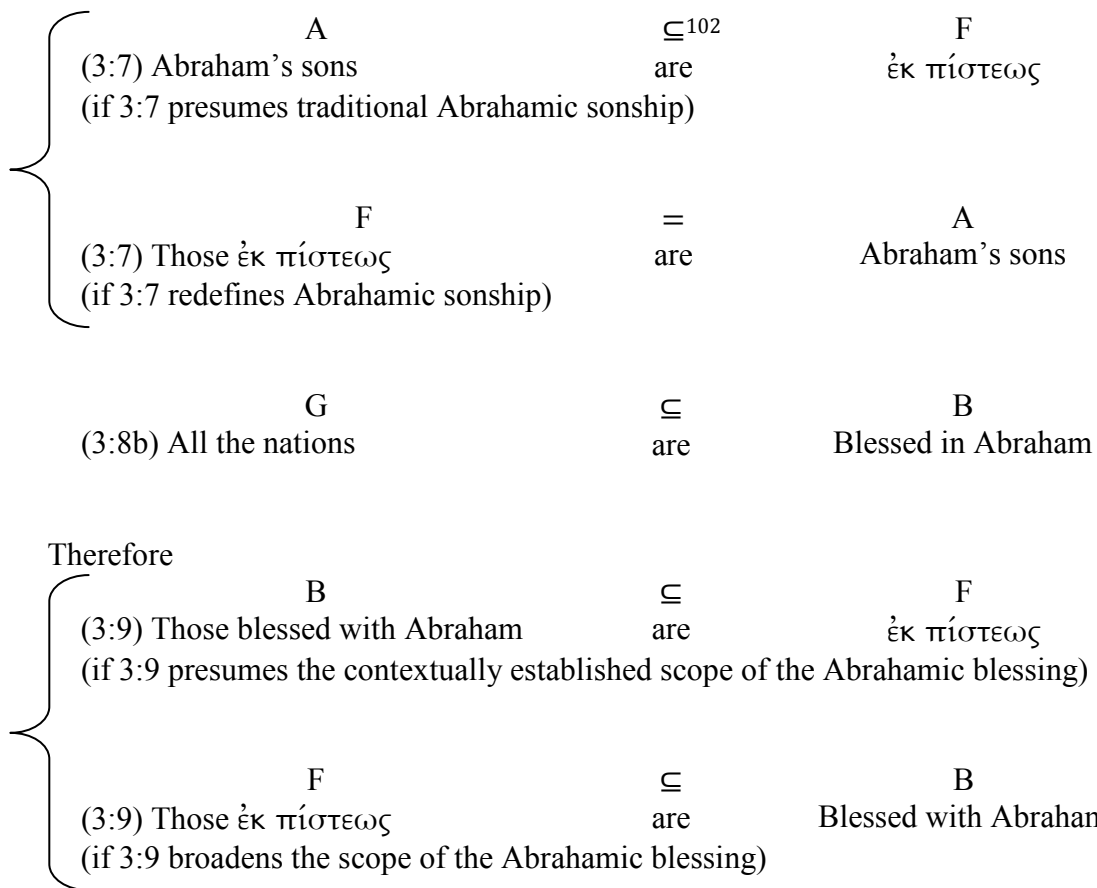 A ⊆102 F
(3:7) Abraham’s sons are ἐκ πίστεως
(if 3:7 presumes traditional Abrahamic sonship)
F = A
(3:7) Those ἐκ πίστεως are Abraham’s sons
(if 3:7 redefines Abrahamic sonship)
G ⊆ B
(3:8b) All the nations are Blessed in Abraham
Therefore
B ⊆ F
(3:9) Those blessed with Abraham are ἐκ πίστεως
(if 3:9 presumes the contextually established scope of the Abrahamic blessing)
F ⊆ B
(3:9) Those ἐκ πίστεως are Blessed with Abraham
(if 3:9 broadens the scope of the Abrahamic blessing)